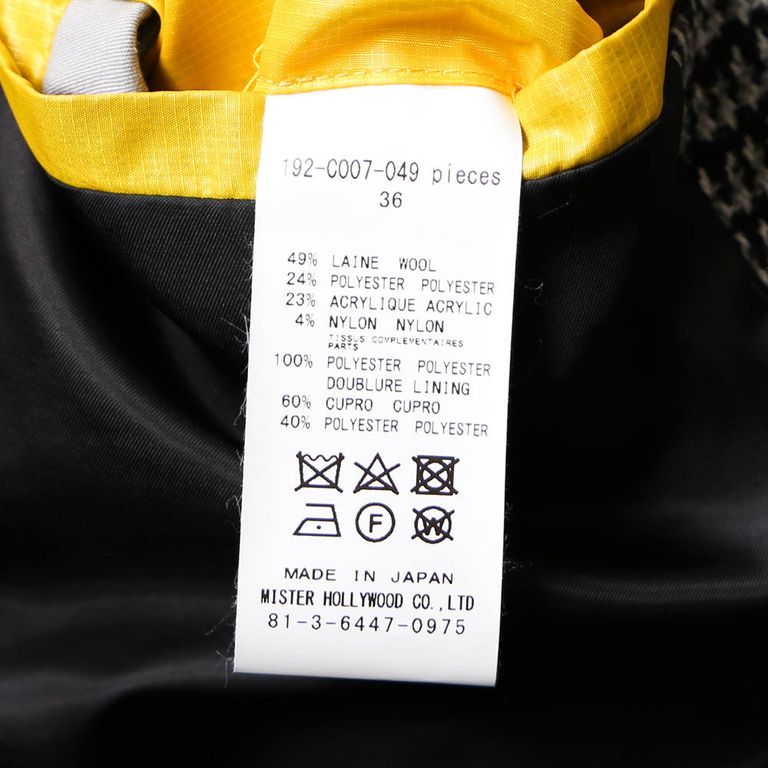 192-C007-049 pieces
36
49% LAINE WOOL
24% POLYESTER POLYESTER
23% ACRYLIQUE ACRYLIC
4% NYLON NYLON
TISSUS COMPLEMENTAIRES
PARTS
100% POLYESTER POLYESTER
DOUBLURE LINING
60% CUPRO CUPRO
40% POLYESTER POLYESTER
F W
MADE IN JAPAN
MISTER HOLLYWOOD CO.,LTD
81-3-6447-0975